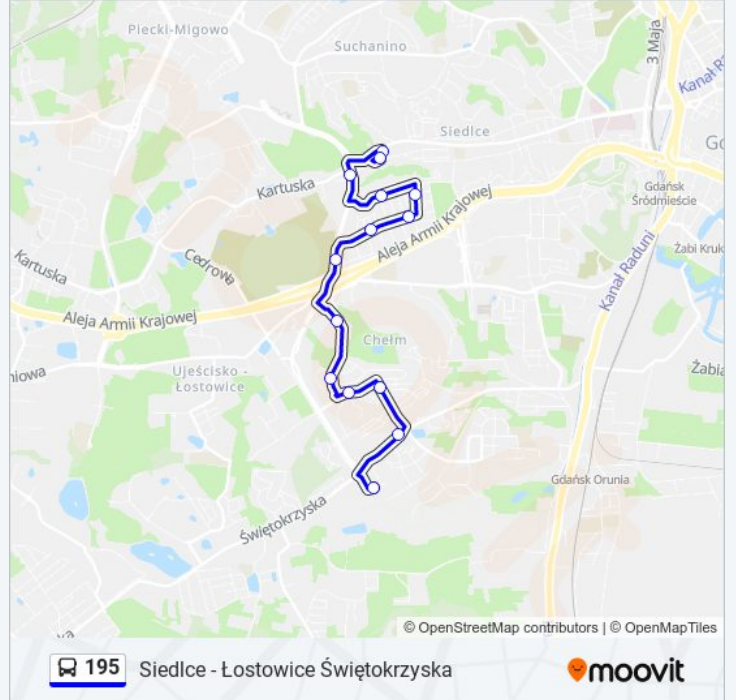 Piecki-Migowo
Suchanino
3 Maja
Kanał R
Siedlce
G
Kartuska
Gdańsk
Śródmieście
Aleja Armii Krajowej
Żabi Kruk
Cedrowa
Kartuska
Kanał Raduni
Aleja Armii Krajowej
Chełm
Żabia
niowa
Ujeścisko -
Łostowice
Gdańsk Orunia
Świętokrzyska
© OpenStreetMap contributors | © OpenMapTiles
195 Siedlce - Łostowice Świętokrzyska
moovit